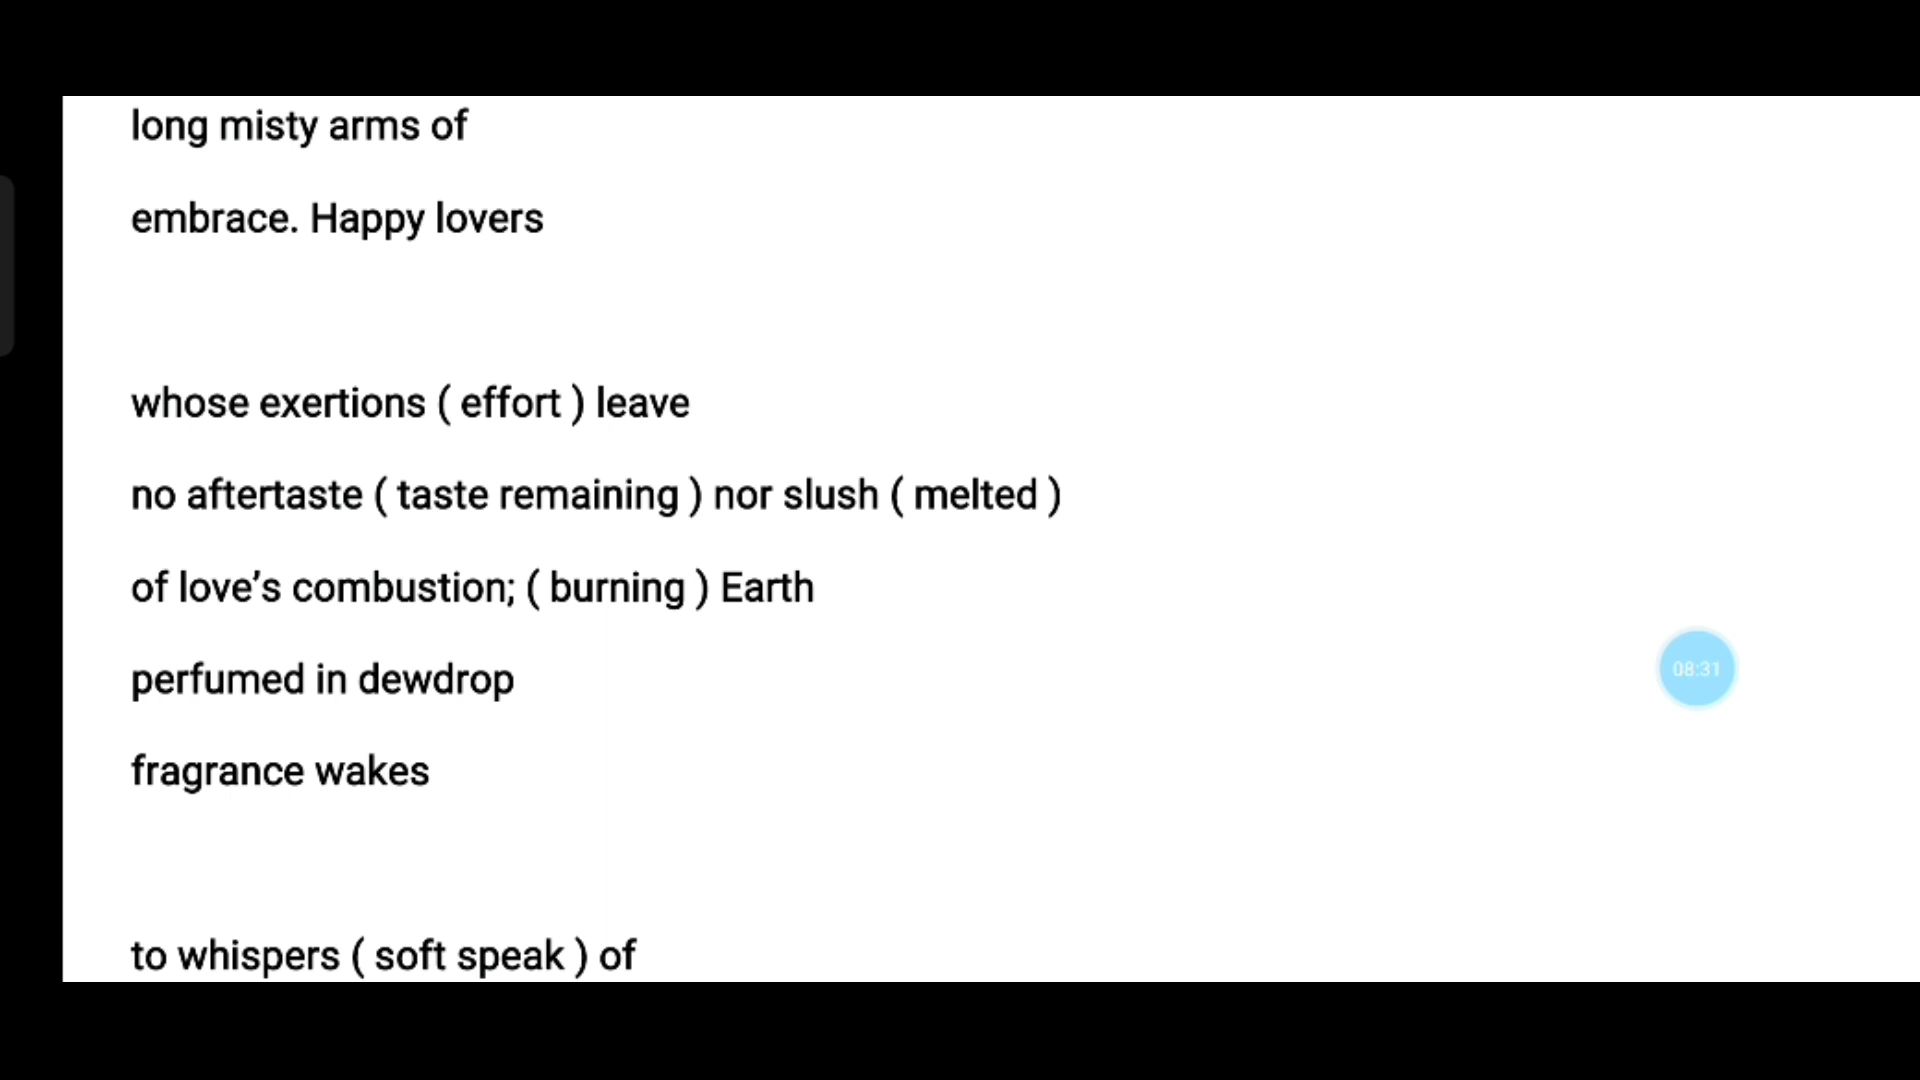 long misty arms of
embrace. Happy lovers
whose exertions ( effort ) leave
no aftertaste ( taste remaining ) nor slush ( melted )
of love’s combustion; ( burning ) Earth
perfumed in dewdrop
08:31
fragrance wakes
to whispers ( soft speak ) of